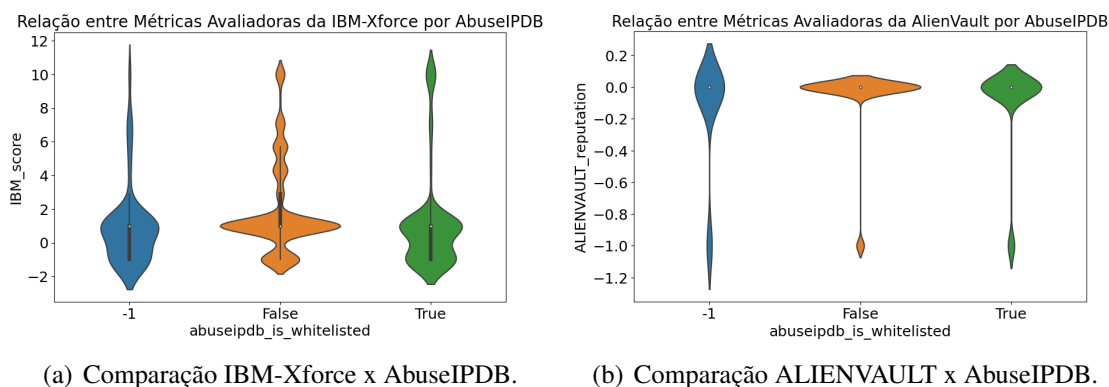 Relação entre Métricas Avaliadoras da IBM-Xforce por AbuseIPDB
12
10
8
6
4
2
0
−2
IBM_score
-1
False
True
abuseipdb_is_whitelisted
(a) Comparação IBM-Xforce x AbuseIPDB.
Relação entre Métricas Avaliadoras da AlienVault por AbuseIPDB
0.0
−0.2
−0.4
−0.6
−0.8
−1.0
−1.2
ALIENVAULT_reputation
-1
False
True
abuseipdb_is_whitelisted
(b) Comparação ALIENVAULT x AbuseIPDB.